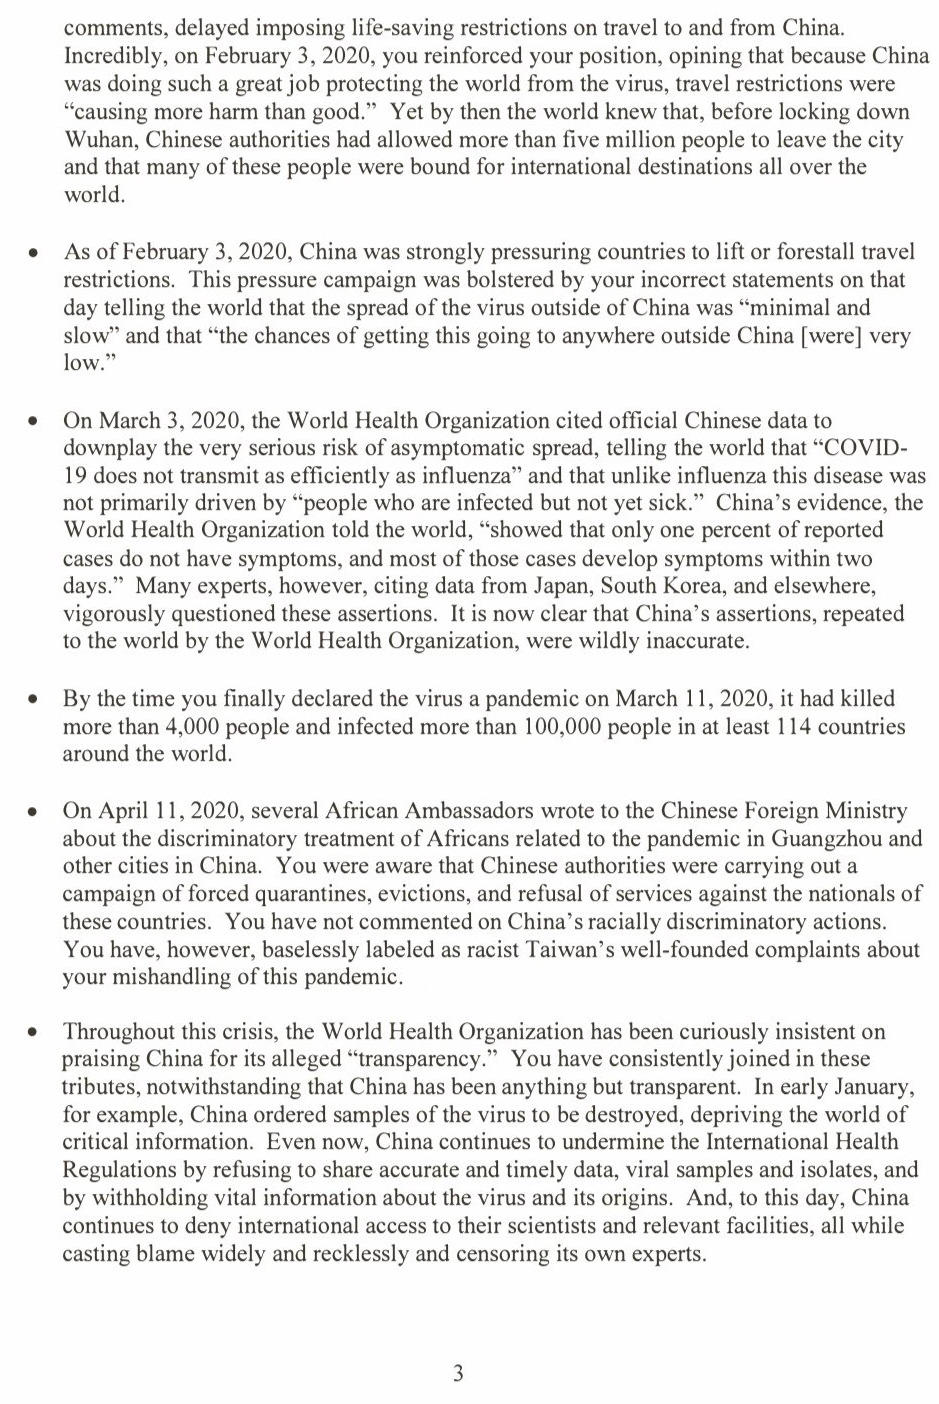 comments, delayed imposing life-saving restrictions on travel to and from China.
Incredibly, on February 3, 2020, you reinforced your position, opining that because China
was doing such a great job protecting the world from the virus, travel restrictions were
“causing more harm than good.”  Yet by then the world knew that, before locking down
Wuhan, Chinese authorities had allowed more than five million people to leave the city
and that many of these people were bound for international destinations all over the
world.
• As of February 3, 2020, China was strongly pressuring countries to lift or forestall travel
restrictions.  This pressure campaign was bolstered by your incorrect statements on that
day telling the world that the spread of the virus outside of China was “minimal and
slow” and that “the chances of getting this going to anywhere outside China [were] very
low.”
• On March 3, 2020, the World Health Organization cited official Chinese data to
downplay the very serious risk of asymptomatic spread, telling the world that “COVID-
19 does not transmit as efficiently as influenza” and that unlike influenza this disease was
not primarily driven by “people who are infected but not yet sick.”  China’s evidence, the
World Health Organization told the world, “showed that only one percent of reported
cases do not have symptoms, and most of those cases develop symptoms within two
days.”  Many experts, however, citing data from Japan, South Korea, and elsewhere,
vigorously questioned these assertions.  It is now clear that China’s assertions, repeated
to the world by the World Health Organization, were wildly inaccurate.
• By the time you finally declared the virus a pandemic on March 11, 2020, it had killed
more than 4,000 people and infected more than 100,000 people in at least 114 countries
around the world.
• On April 11, 2020, several African Ambassadors wrote to the Chinese Foreign Ministry
about the discriminatory treatment of Africans related to the pandemic in Guangzhou and
other cities in China.  You were aware that Chinese authorities were carrying out a
campaign of forced quarantines, evictions, and refusal of services against the nationals of
these countries.  You have not commented on China’s racially discriminatory actions.
You have, however, baselessly labeled as racist Taiwan’s well-founded complaints about
your mishandling of this pandemic.
• Throughout this crisis, the World Health Organization has been curiously insistent on
praising China for its alleged “transparency.”  You have consistently joined in these
tributes, notwithstanding that China has been anything but transparent.  In early January,
for example, China ordered samples of the virus to be destroyed, depriving the world of
critical information.  Even now, China continues to undermine the International Health
Regulations by refusing to share accurate and timely data, viral samples and isolates, and
by withholding vital information about the virus and its origins.  And, to this day, China
continues to deny international access to their scientists and relevant facilities, all while
casting blame widely and recklessly and censoring its own experts.
3